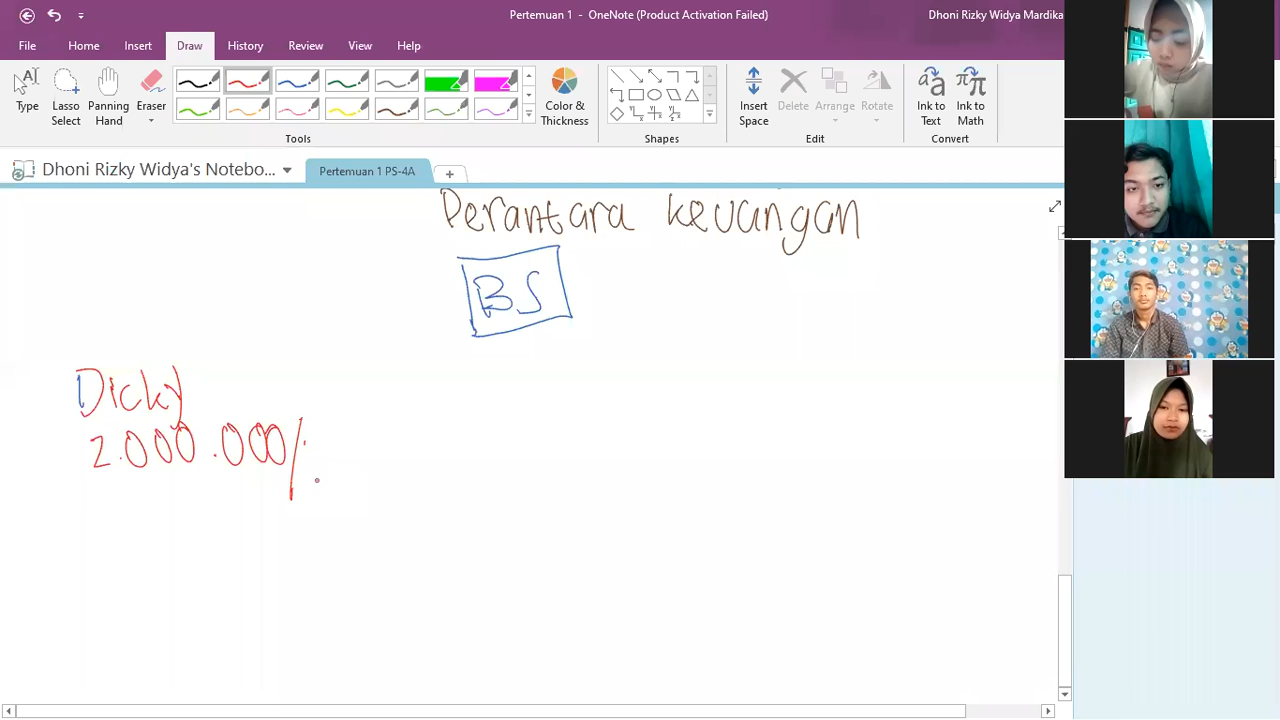 Pertemuan 1 - OneNote (Product Activation Failed)
Dhoni Rizky Widya Mardika
File Home Insert Draw History Review View Help
Type
Lasso Select
Panning Hand
Eraser
Color & Thickness
Insert Space
Delete
Arrange
Rotate
Ink to Text
Ink to Math
Tools
Shapes
Edit
Convert
Dhoni Rizky Widya's Notebo...
Pertemuan 1 PS-4A
Perantara keuangan
BS
Dicky
2.000.000/